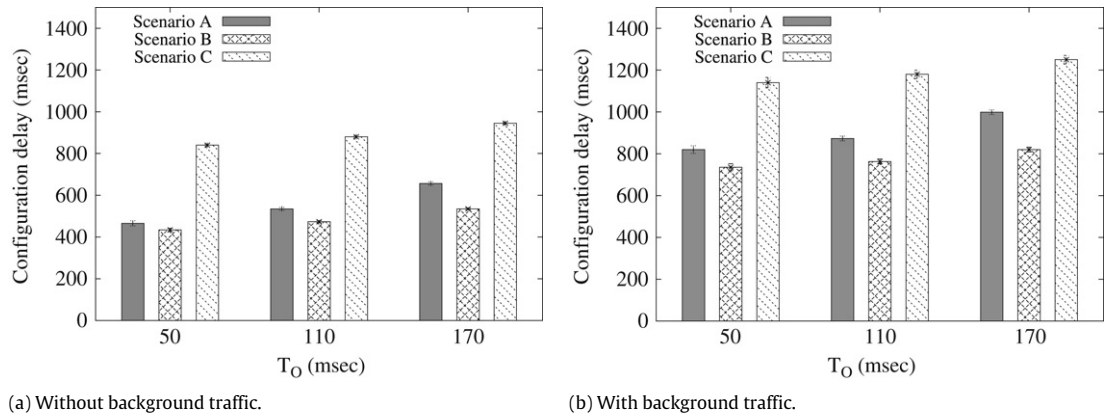 1400
1200
1000
800
600
400
200
0
Configuration delay (msec)
Scenario A
Scenario B
Scenario C
50 110 170
T_O (msec)
(a) Without background traffic.
1400
1200
1000
800
600
400
200
0
Configuration delay (msec)
Scenario A
Scenario B
Scenario C
50 110 170
T_O (msec)
(b) With background traffic.